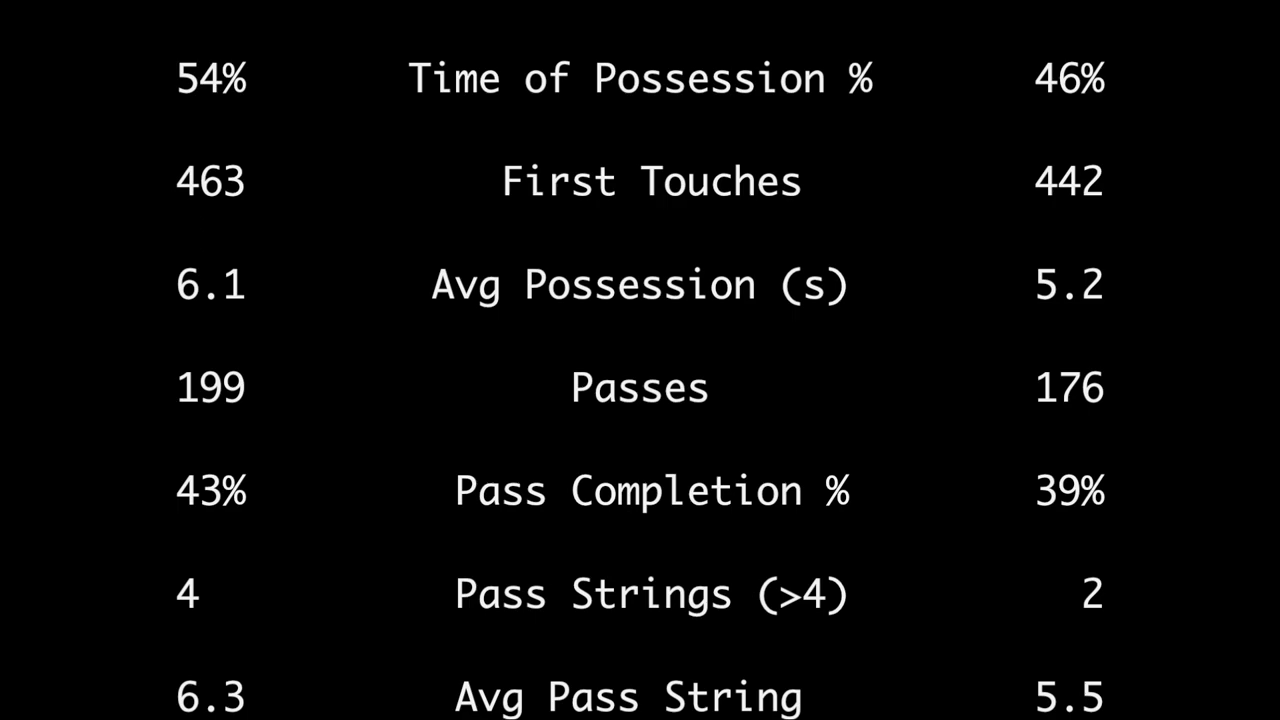 54% Time of Possession % 46%
463 First Touches 442
6.1 Avg Possession (s) 5.2
199 Passes 176
43% Pass Completion % 39%
4 Pass Strings (>4) 2
6.3 Avg Pass String 5.5